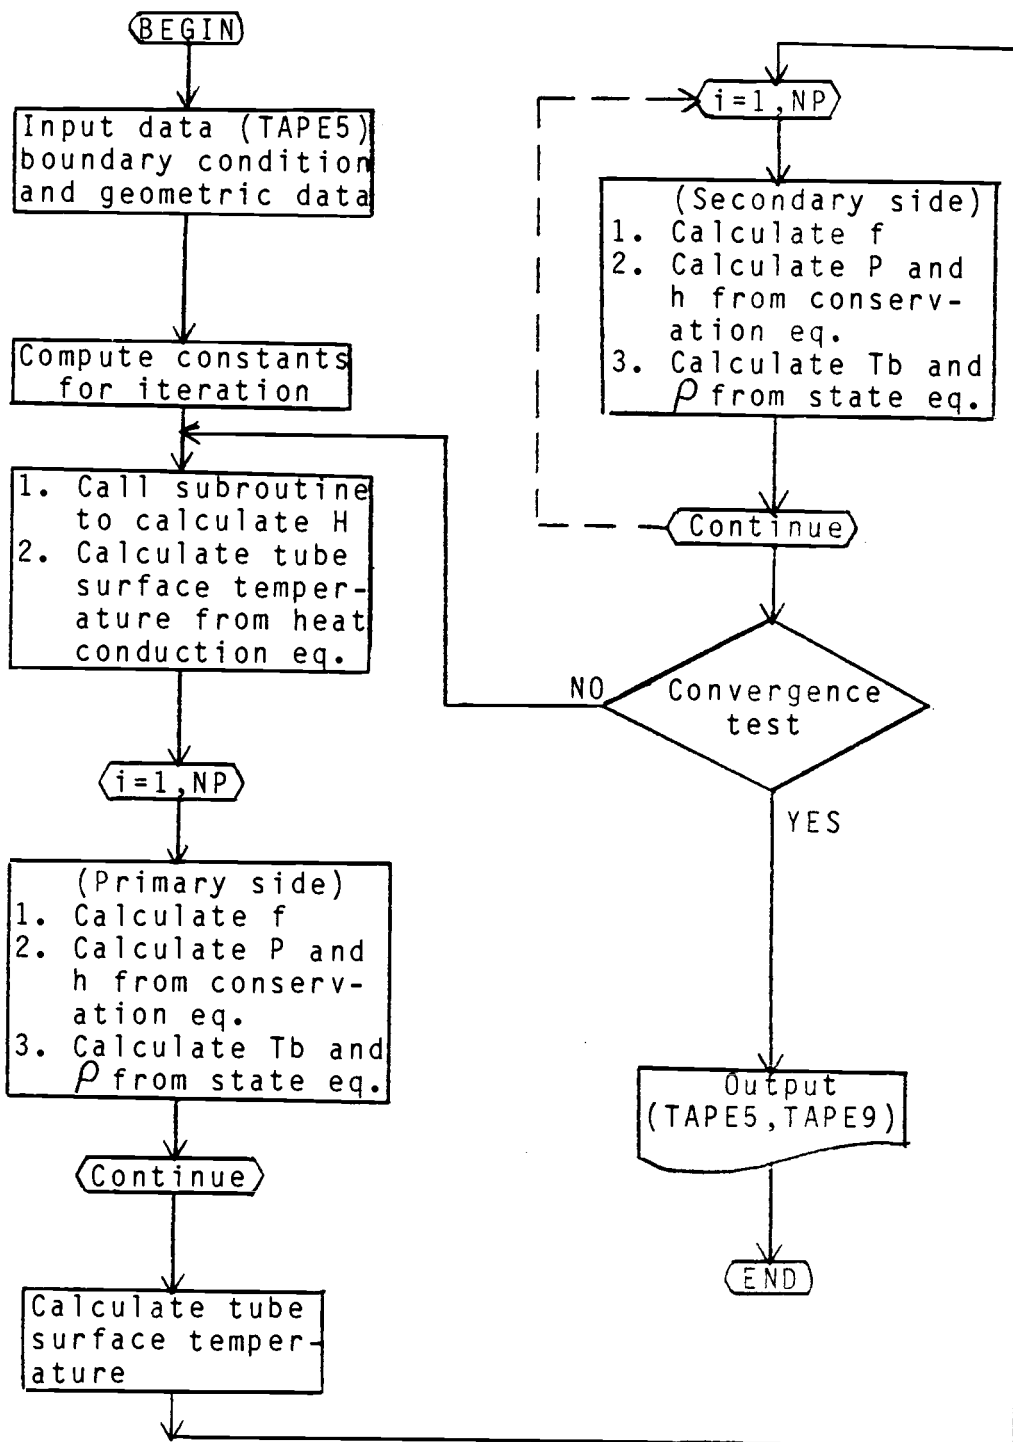 BEGIN
Input data (TAPE5)
boundary condition
and geometric data
Compute constants
for iteration
1. Call subroutine
to calculate H
2. Calculate tube
surface temper-
ature from heat
conduction eq.
i=1,NP
(Primary side)
1. Calculate f
2. Calculate P and
h from conserv-
ation eq.
3. Calculate Tb and
ρ from state eq.
Continue
Calculate tube
surface temper-
ature
i=1,NP
(Secondary side)
1. Calculate f
2. Calculate P and
h from conserv-
ation eq.
3. Calculate Tb and
ρ from state eq.
Continue
Convergence
test
NO
YES
Output
(TAPE5,TAPE9)
END